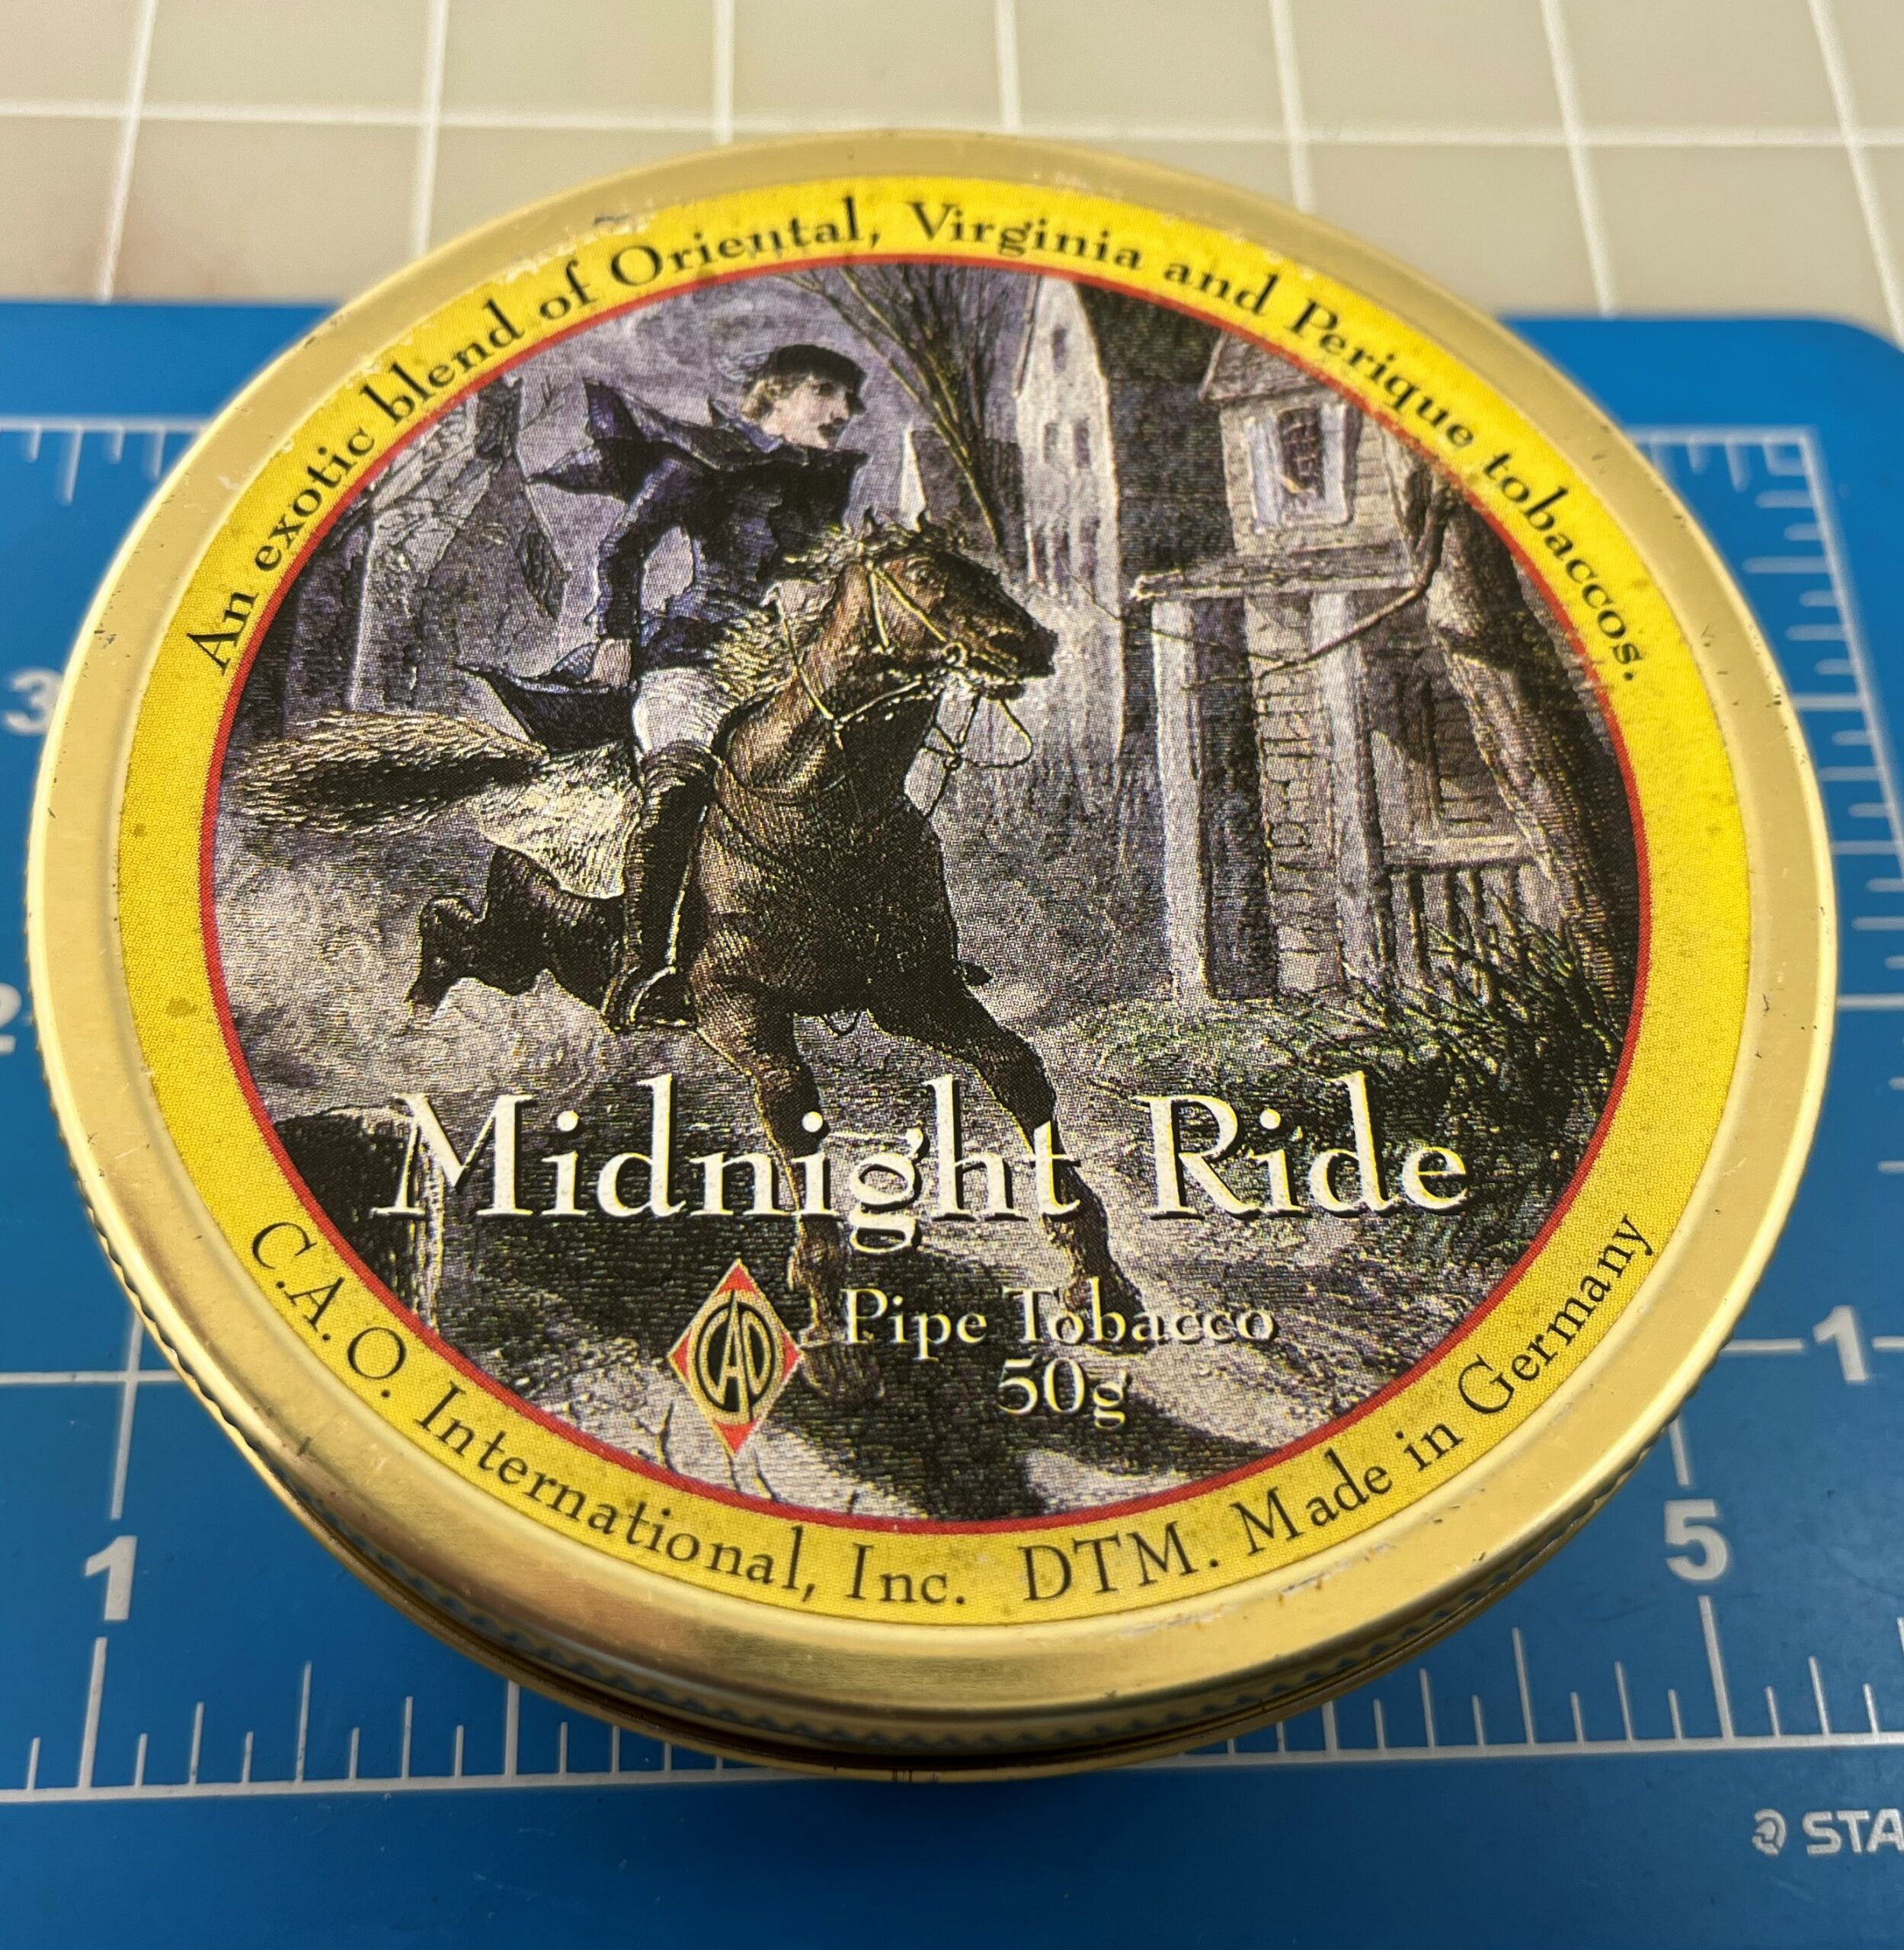 An exotic blend of Oriental, Virginia and Perique tobaccos.
Midnight Ride
CAO
Pipe Tobacco
50g
C.A.O. International, Inc. DTM. Made in Germany
3
2
1
1
5
STA